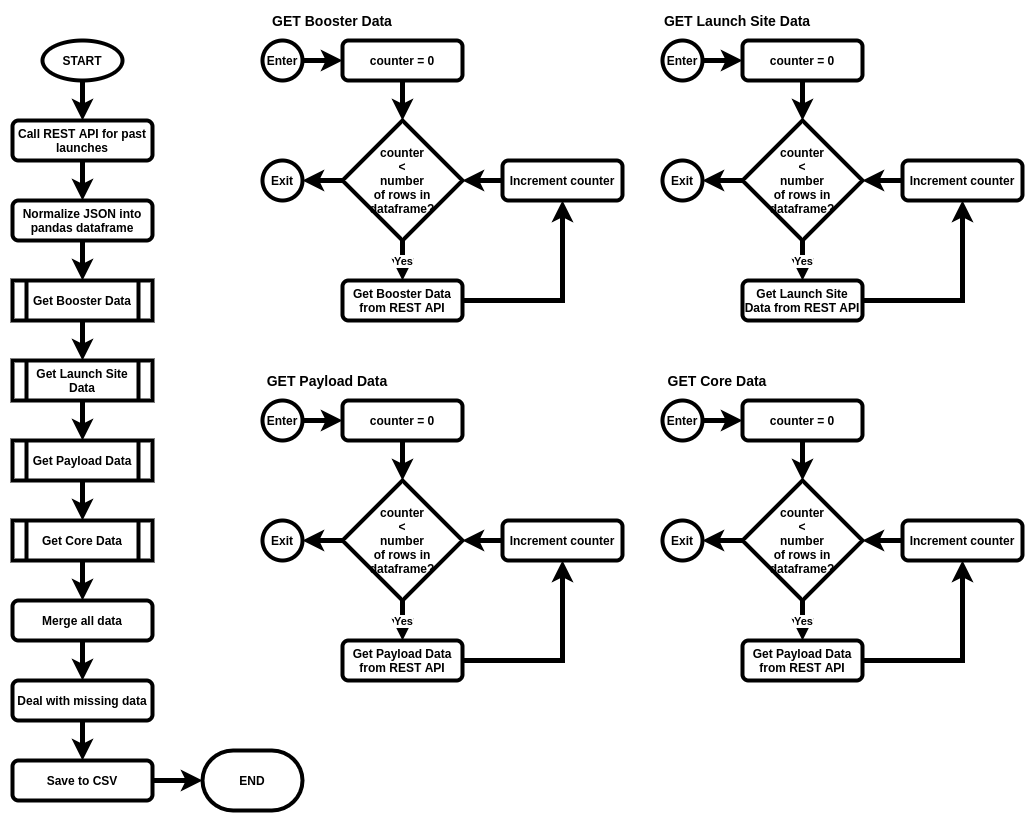 START
Call REST API for past
launches
Normalize JSON into
pandas dataframe
Get Booster Data
Get Launch Site
Data
Get Payload Data
Get Core Data
Merge all data
Deal with missing data
Save to CSV
END
GET Booster Data
Enter
counter = 0
counter
<
number
of rows in
dataframe?
Exit
Increment counter
Yes
Get Booster Data
from REST API
GET Launch Site Data
Enter
counter = 0
counter
<
number
of rows in
dataframe?
Exit
Increment counter
Yes
Get Launch Site
Data from REST API
GET Payload Data
Enter
counter = 0
counter
<
number
of rows in
dataframe?
Exit
Increment counter
Yes
Get Payload Data
from REST API
GET Core Data
Enter
counter = 0
counter
<
number
of rows in
dataframe?
Exit
Increment counter
Yes
Get Payload Data
from REST API